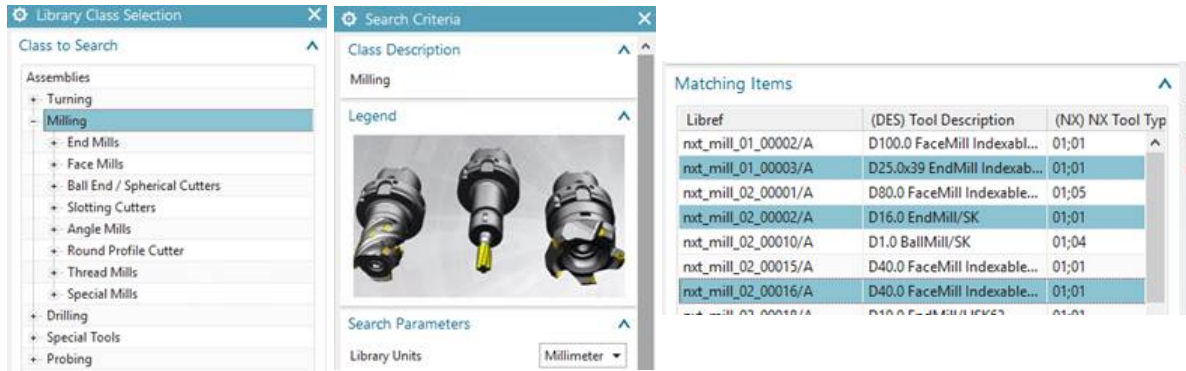 Library Class Selection
Class to Search
Assemblies
Turning
Milling
End Mills
Face Mills
Ball End / Spherical Cutters
Slotting Cutters
Angle Mills
Round Profile Cutter
Thread Mills
Special Mills
Drilling
Special Tools
Probing
Search Criteria
Class Description
Milling
Legend
Search Parameters
Library Units Millimeter
Matching Items
Libref (DES) Tool Description (NX) NX Tool Typ
nxt_mill_01_00002/A D100.0 FaceMill Indexabl... 01;01
nxt_mill_01_00003/A D25.0x39 EndMill Indexab... 01;01
nxt_mill_02_00001/A D80.0 FaceMill Indexable... 01;05
nxt_mill_02_00002/A D16.0 EndMill/SK 01;01
nxt_mill_02_00010/A D1.0 BallMill/SK 01;04
nxt_mill_02_00015/A D40.0 FaceMill Indexable... 01;01
nxt_mill_02_00016/A D40.0 FaceMill Indexable... 01;01